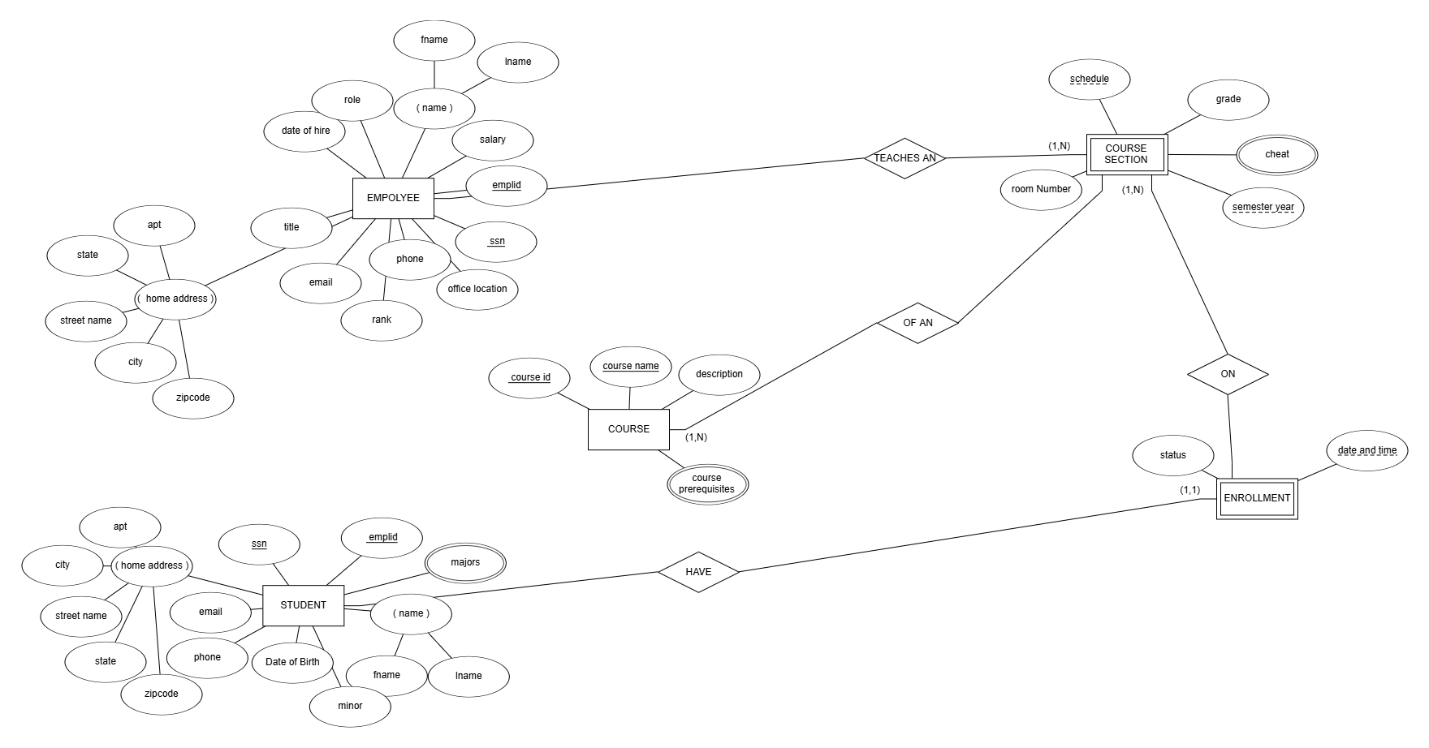 fname
lname
schedule
role
( name )
grade
date of hire
salary
TEACHES AN
(1,N)
COURSE
SECTION
cheat
emplid
room Number
(1,N)
EMPOLYEE
semester year
apt
title
ssn
state
phone
email
office location
( home address )
street name
rank
OF AN
city
course name
course id
description
ON
zipcode
COURSE
(1,N)
status
date and time
course
prerequisites
(1,1)
ENROLLMENT
apt
ssn
emplid
majors
city
( home address )
HAVE
STUDENT
email
( name )
street name
phone
Date of Birth
state
fname
lname
zipcode
minor